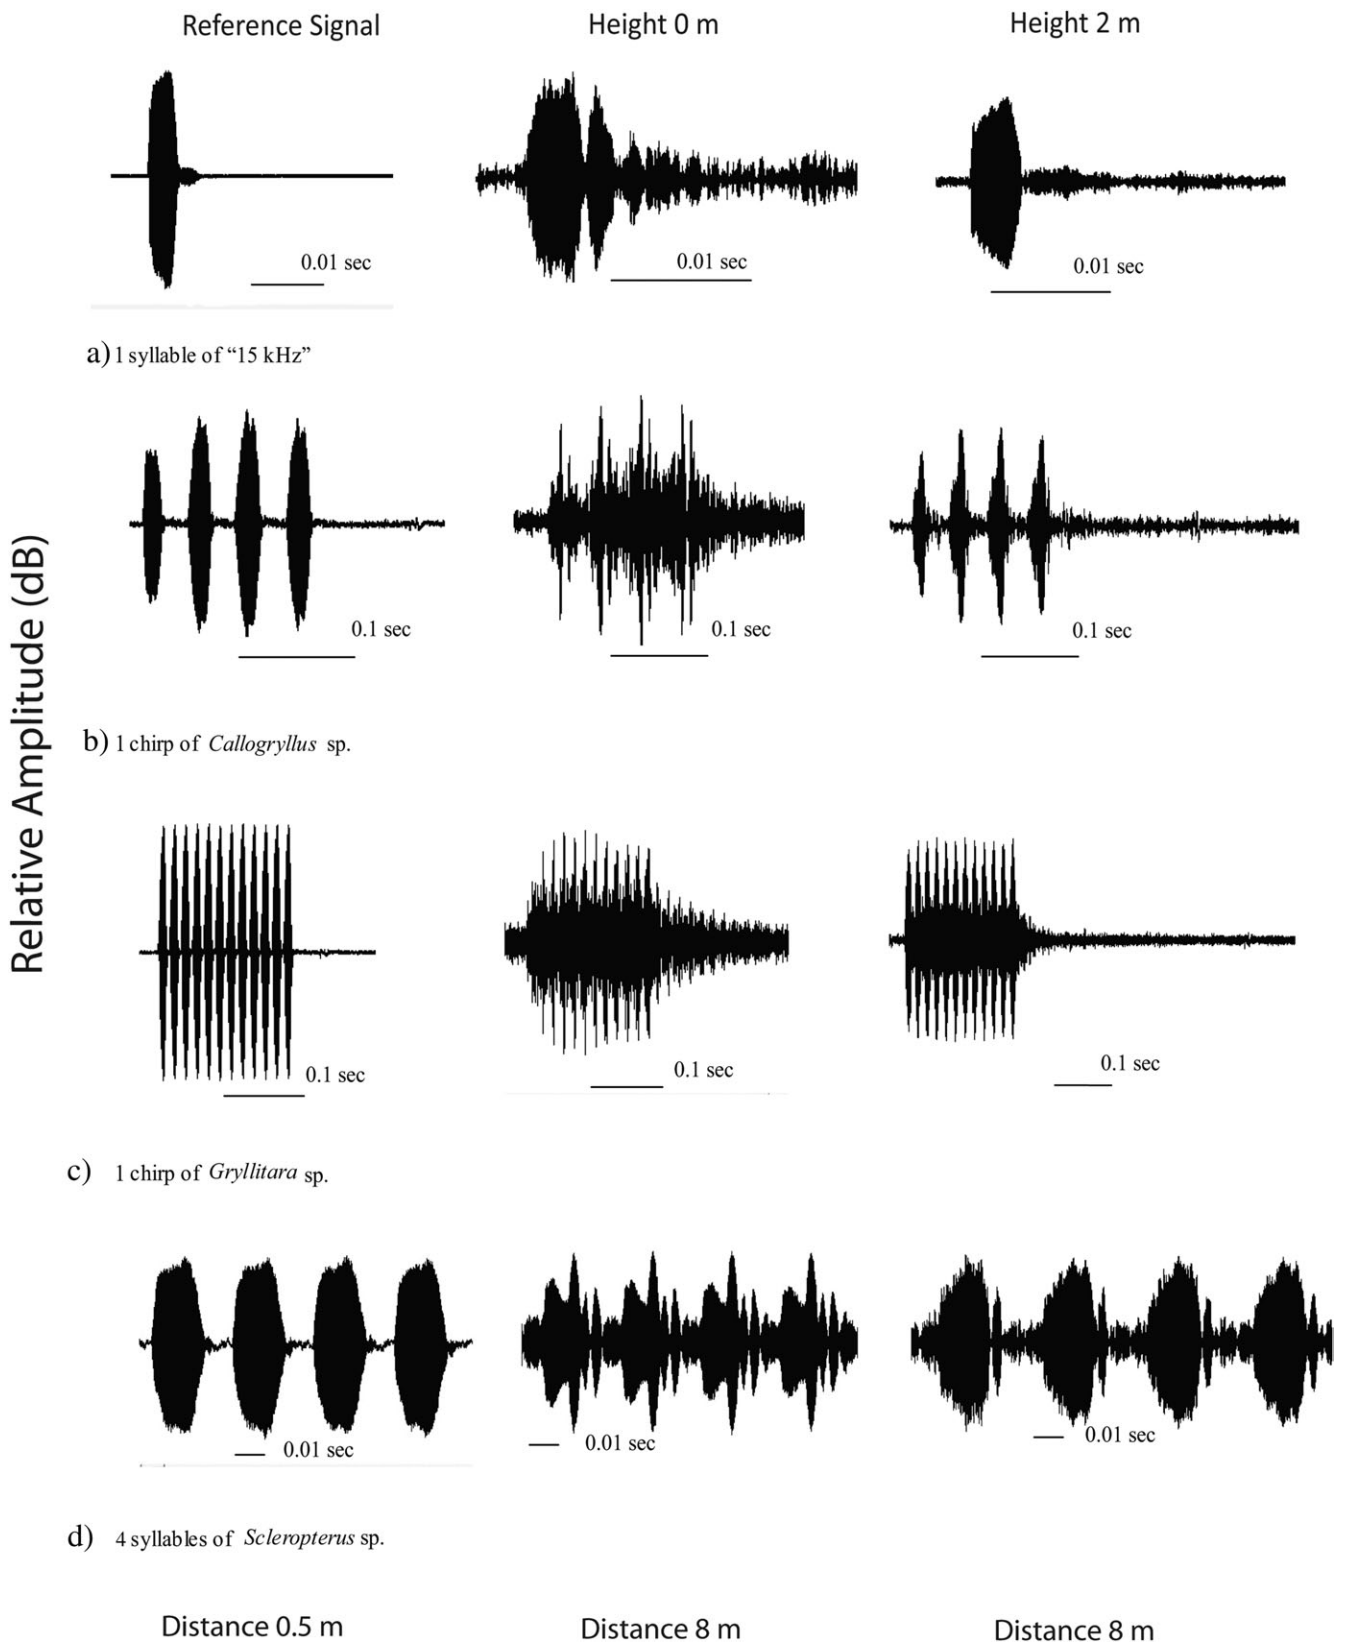 Reference Signal
Height 0 m
Height 2 m
0.01 sec
0.01 sec
0.01 sec
a) 1 syllable of “15 kHz”
0.1 sec
0.1 sec
0.1 sec
b) 1 chirp of Callogryllus sp.
Relative Amplitude (dB)
0.1 sec
0.1 sec
0.1 sec
c) 1 chirp of Gryllitara sp.
0.01 sec
0.01 sec
0.01 sec
d) 4 syllables of Scleropterus sp.
Distance 0.5 m
Distance 8 m
Distance 8 m